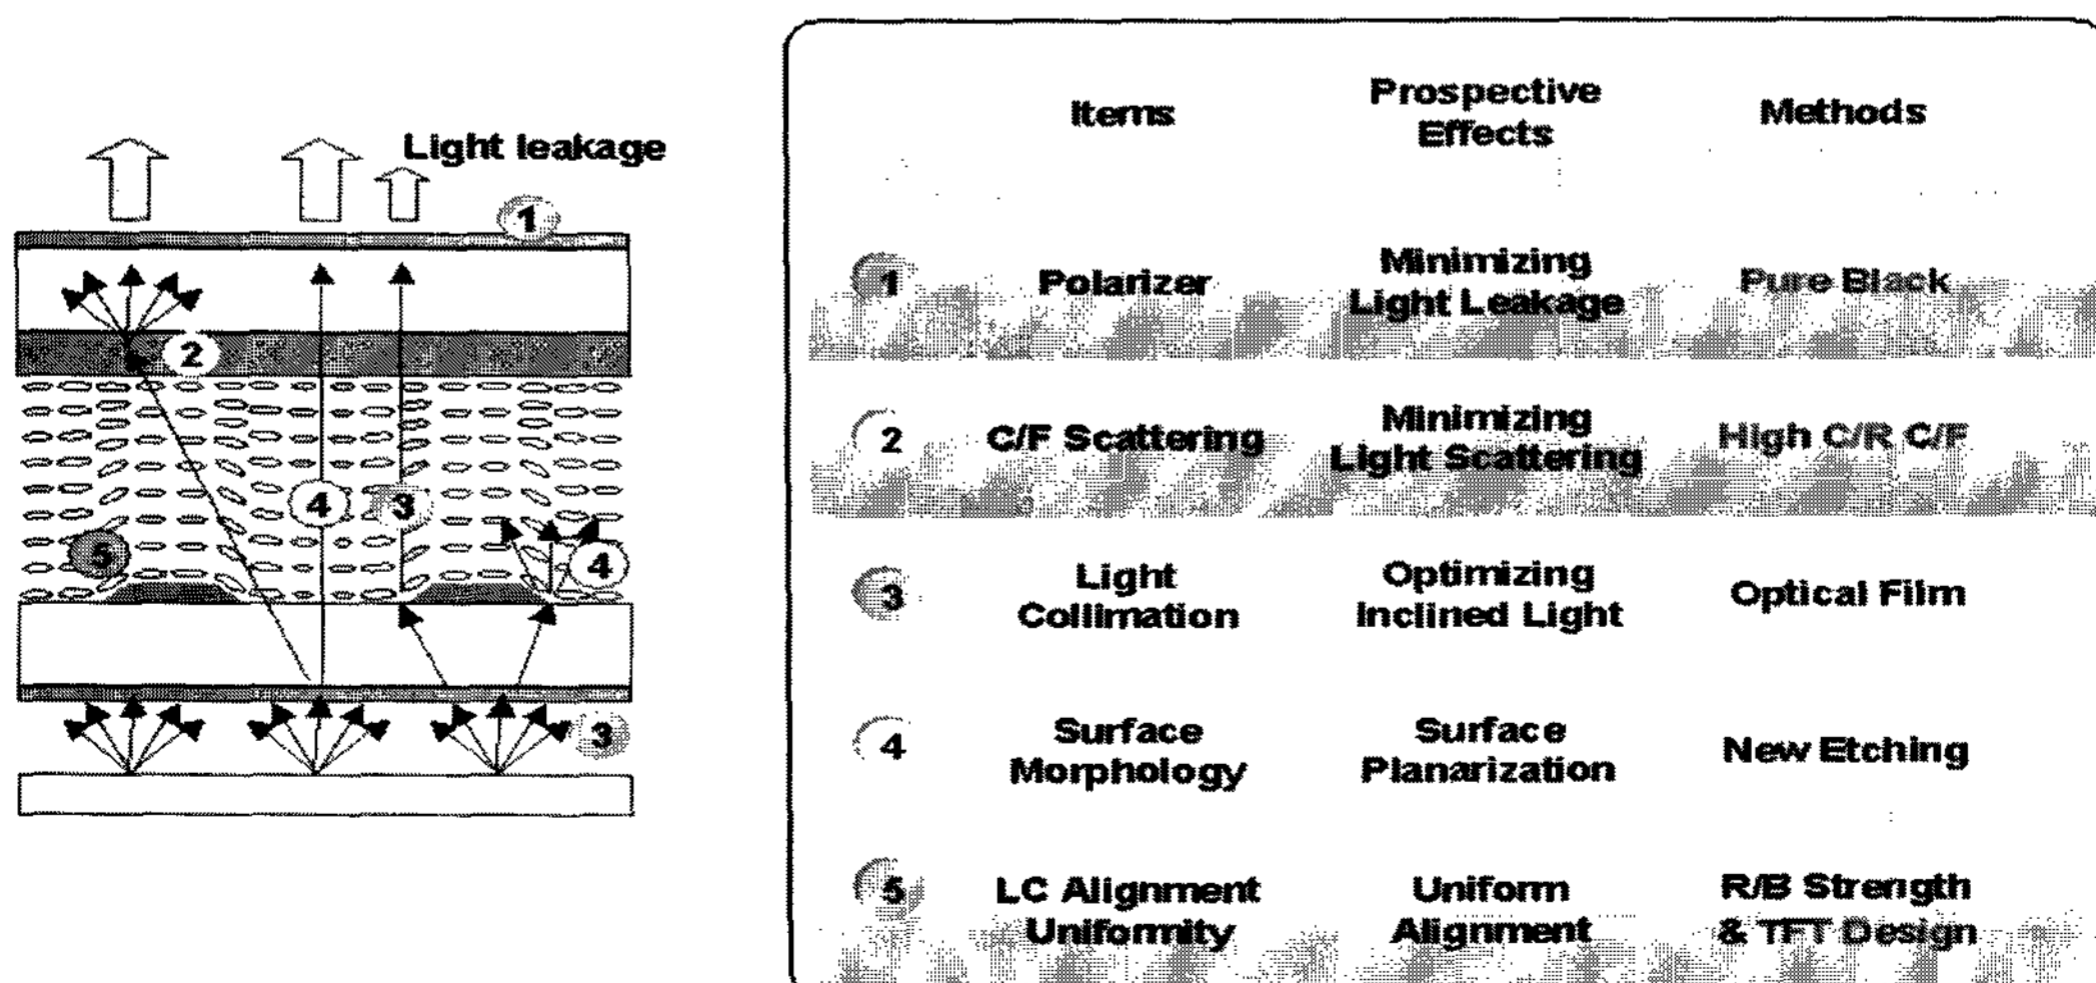 Light leakage
1
2
4
3
5
4
3
Items
Prospective
Effects
Methods
1
Polarizer
Minimizing
Light Leakage
Pure Black
2
C/F Scattering
Minimizing
Light Scattering
High C/R C/F
3
Light
Collimation
Optimizing
Inclined Light
Optical Film
4
Surface
Morphology
Surface
Planarization
New Etching
5
LC Alignment
Uniformity
Uniform
Alignment
R/B Strength
& TFT Design